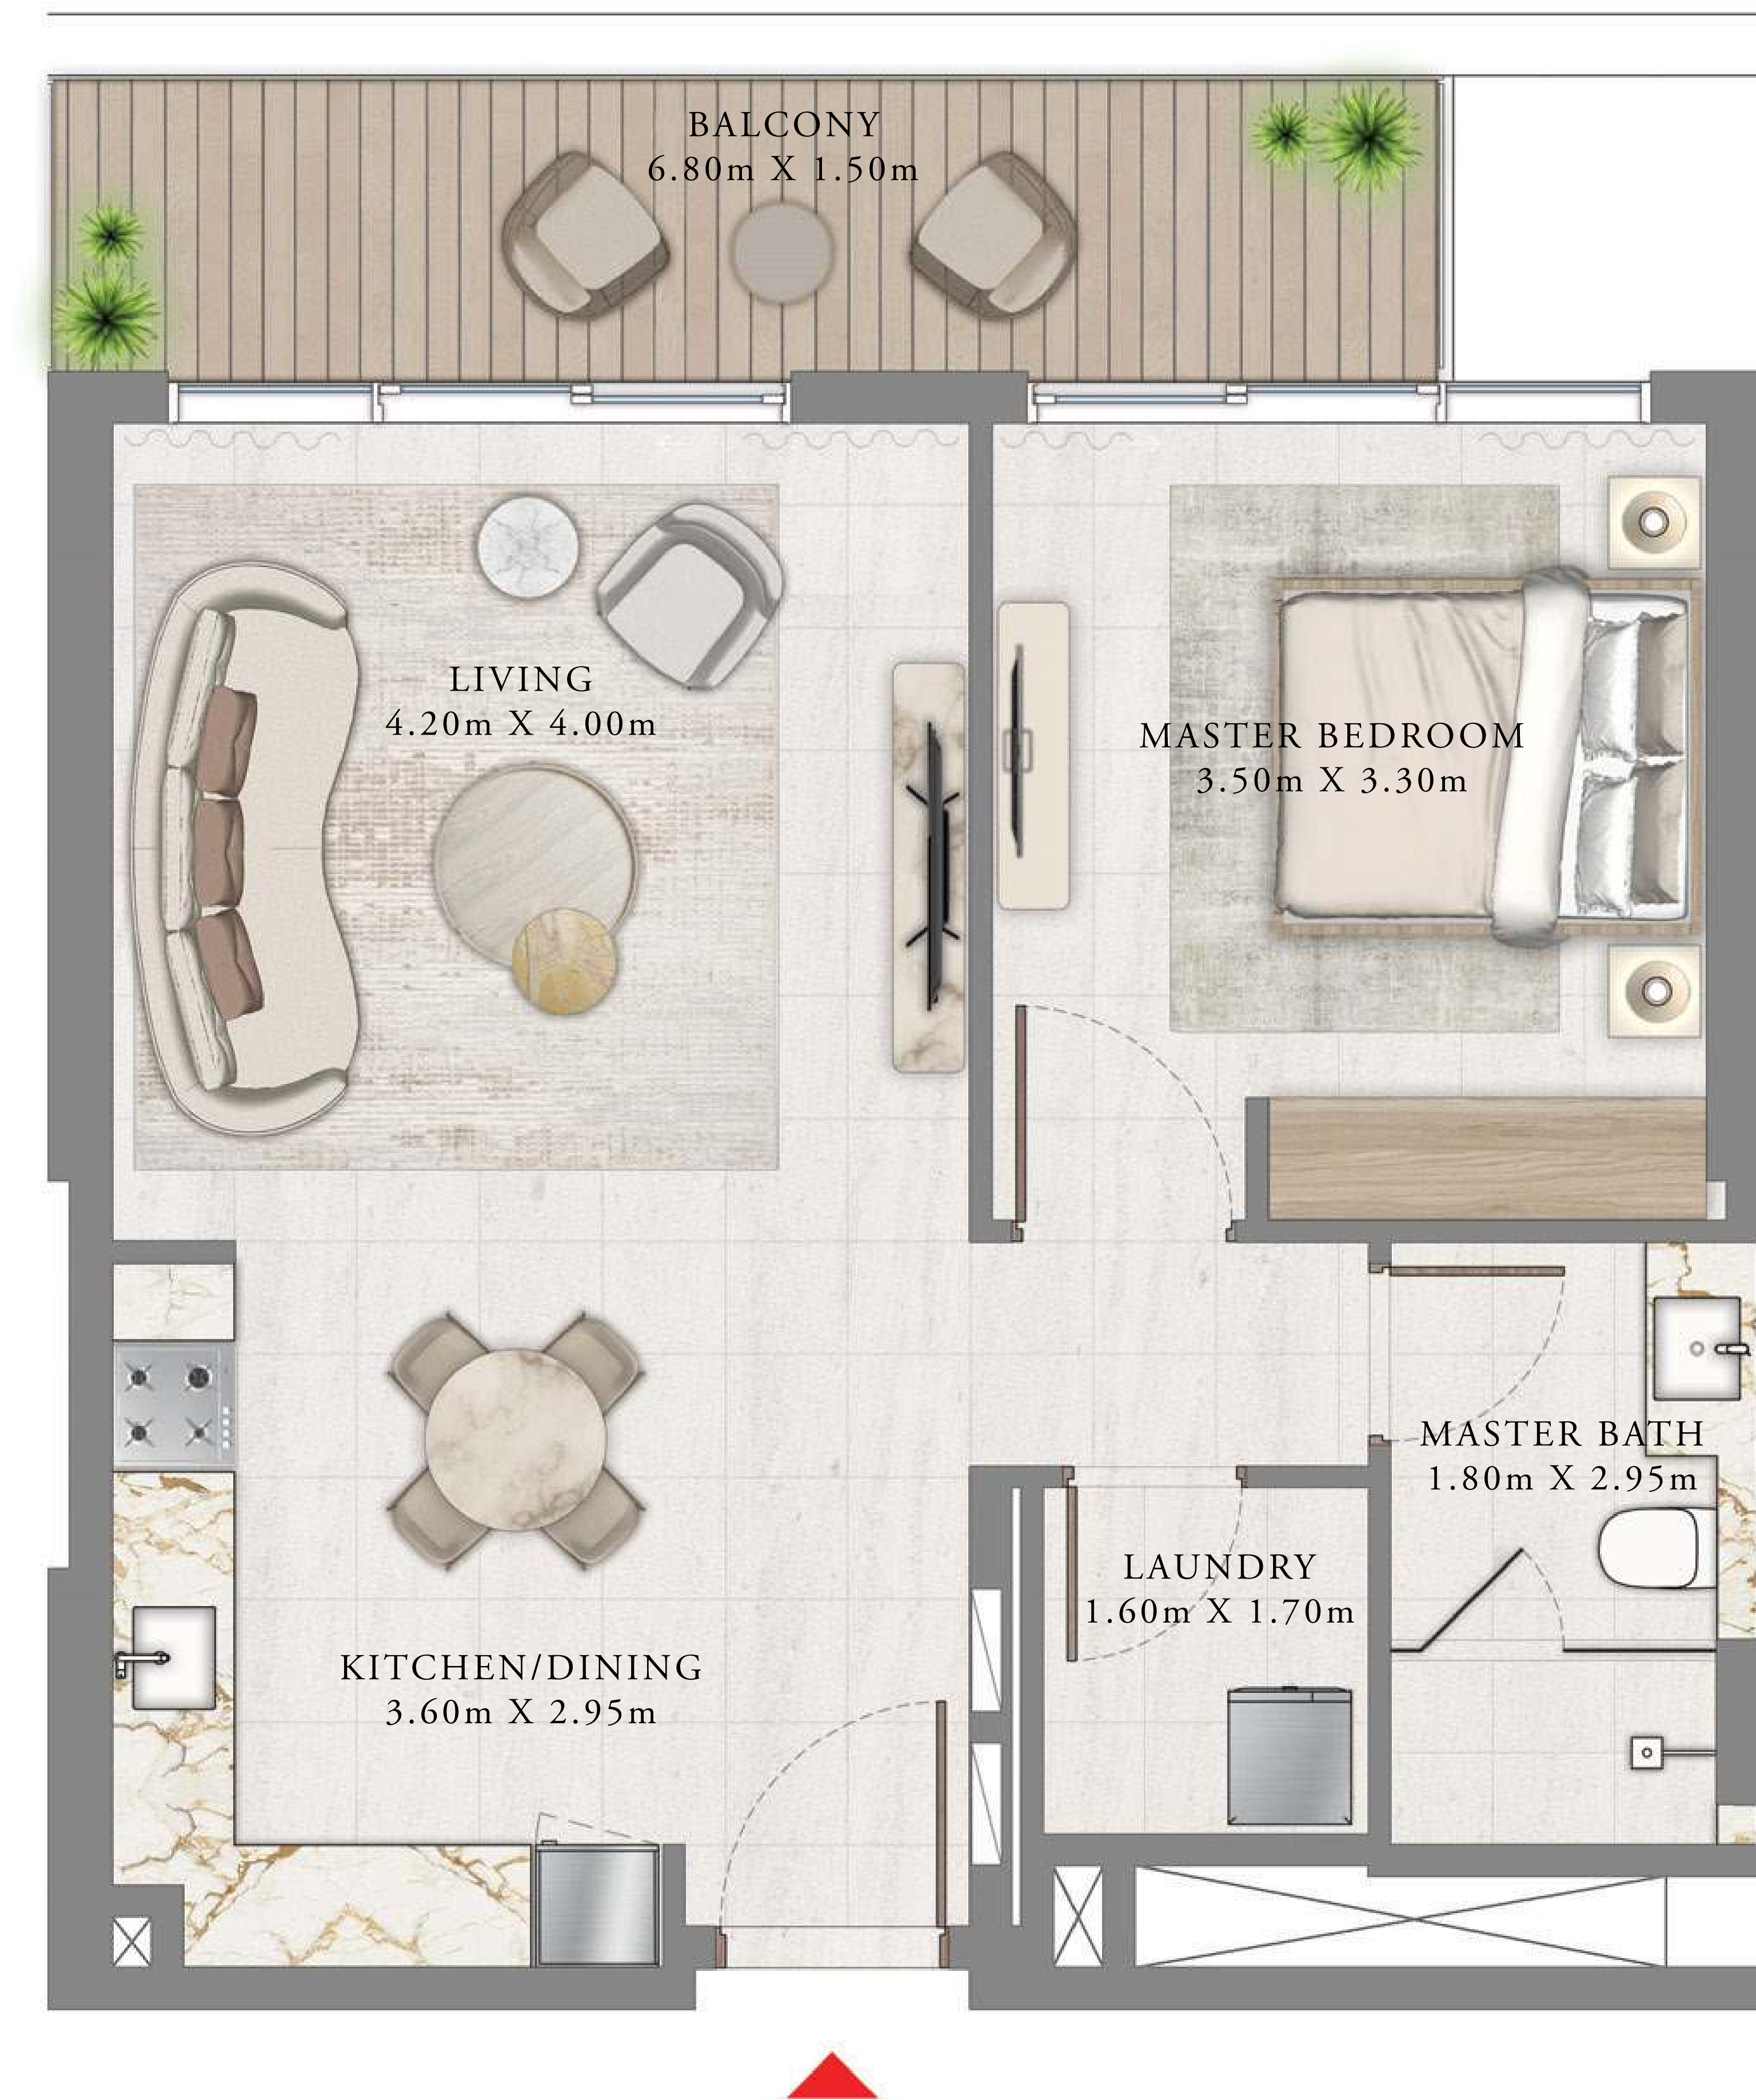 BALCONY
6.80m X 1.50m
LIVING
4.20m X 4.00m
MASTER BEDROOM
3.50m X 3.30m
MASTER BATH
1.80m X 2.95m
LAUNDRY
1.60m X 1.70m
KITCHEN/DINING
3.60m X 2.95m